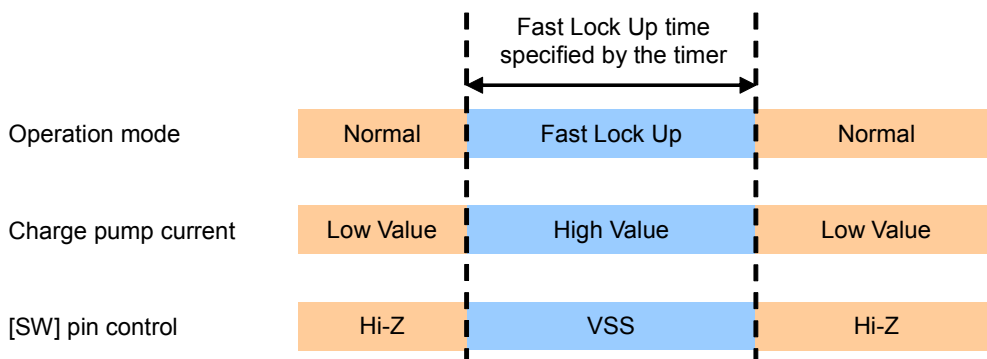 Fast Lock Up time
specified by the timer
Operation mode Normal Fast Lock Up Normal
Charge pump current Low Value High Value Low Value
[SW] pin control Hi-Z VSS Hi-Z